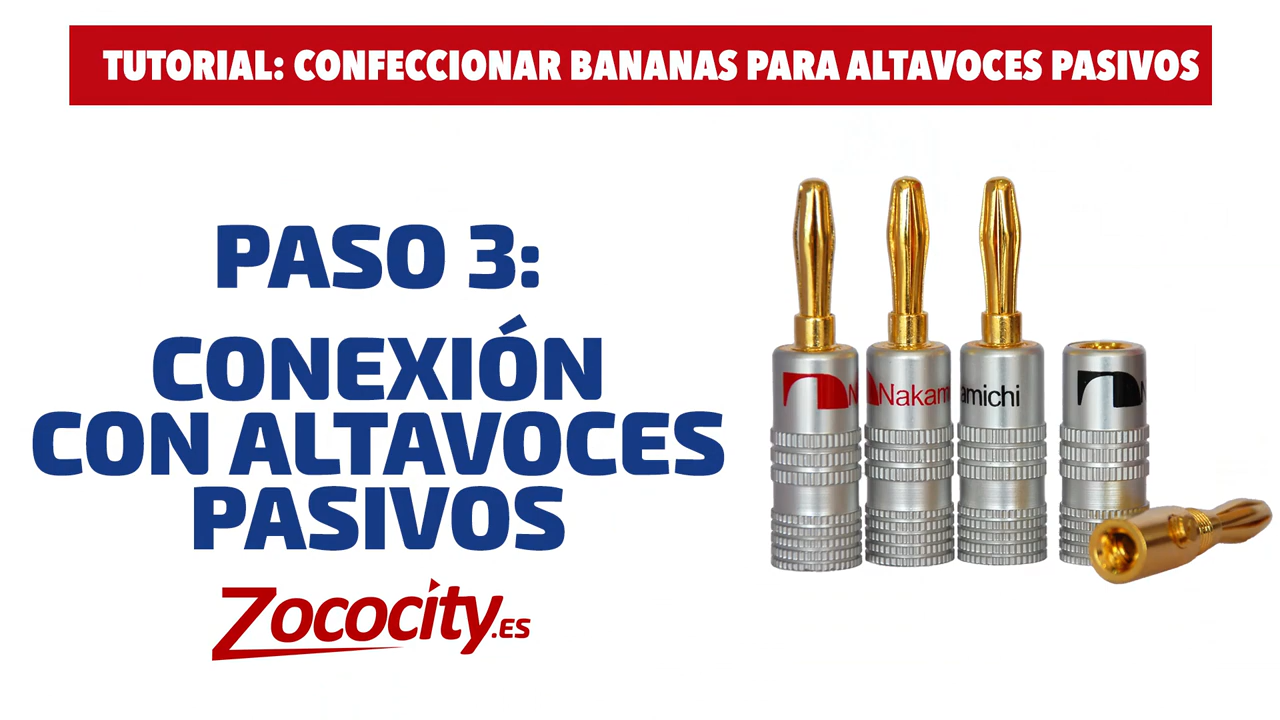 TUTORIAL: CONFECCIONAR BANANAS PARA ALTAVOCES PASIVOS
PASO 3:
CONEXIÓN
CON ALTAVOCES
PASIVOS
Zococity.ES
N
Nakam
amichi
N